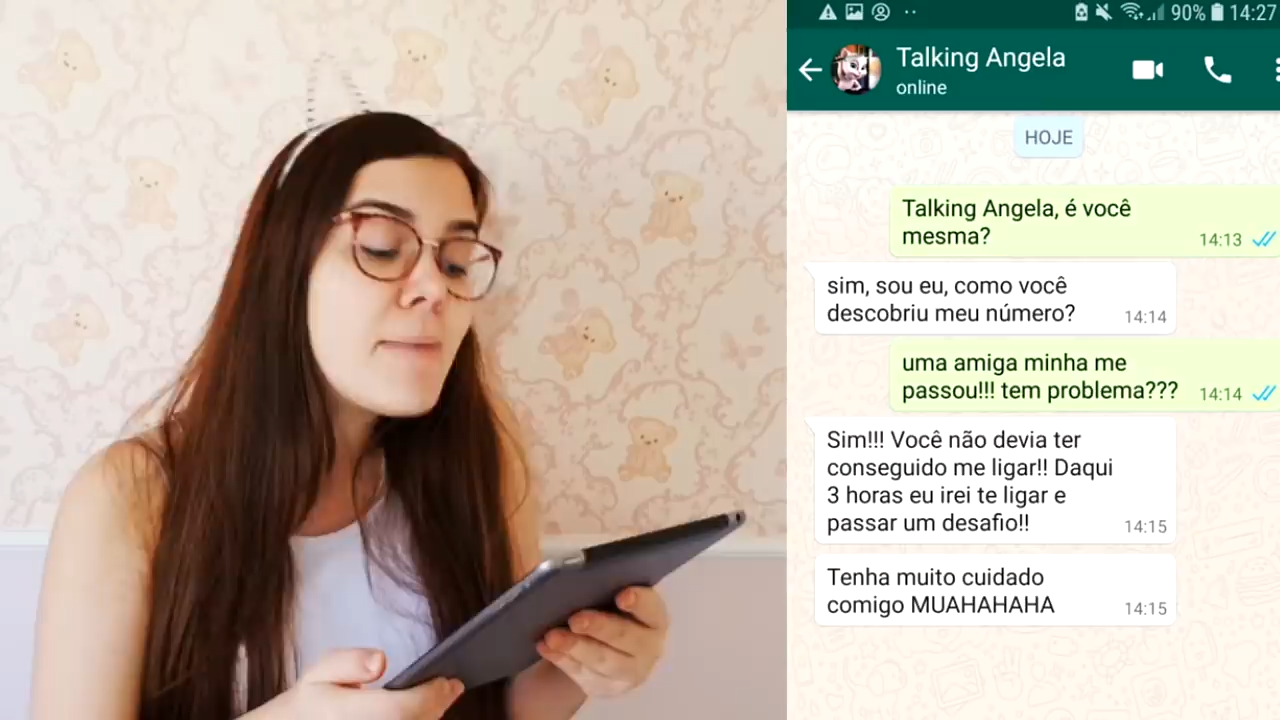 90% 14:27
Talking Angela
online
HOJE
Talking Angela, é você
mesma?
14:13
sim, sou eu, como você
descobriu meu número?
14:14
uma amiga minha me
passou!!! tem problema???
14:14
Sim!!! Você não devia ter
conseguido me ligar!! Daqui
3 horas eu irei te ligar e
passar um desafio!!
14:15
Tenha muito cuidado
comigo MUAHAHAHA
14:15